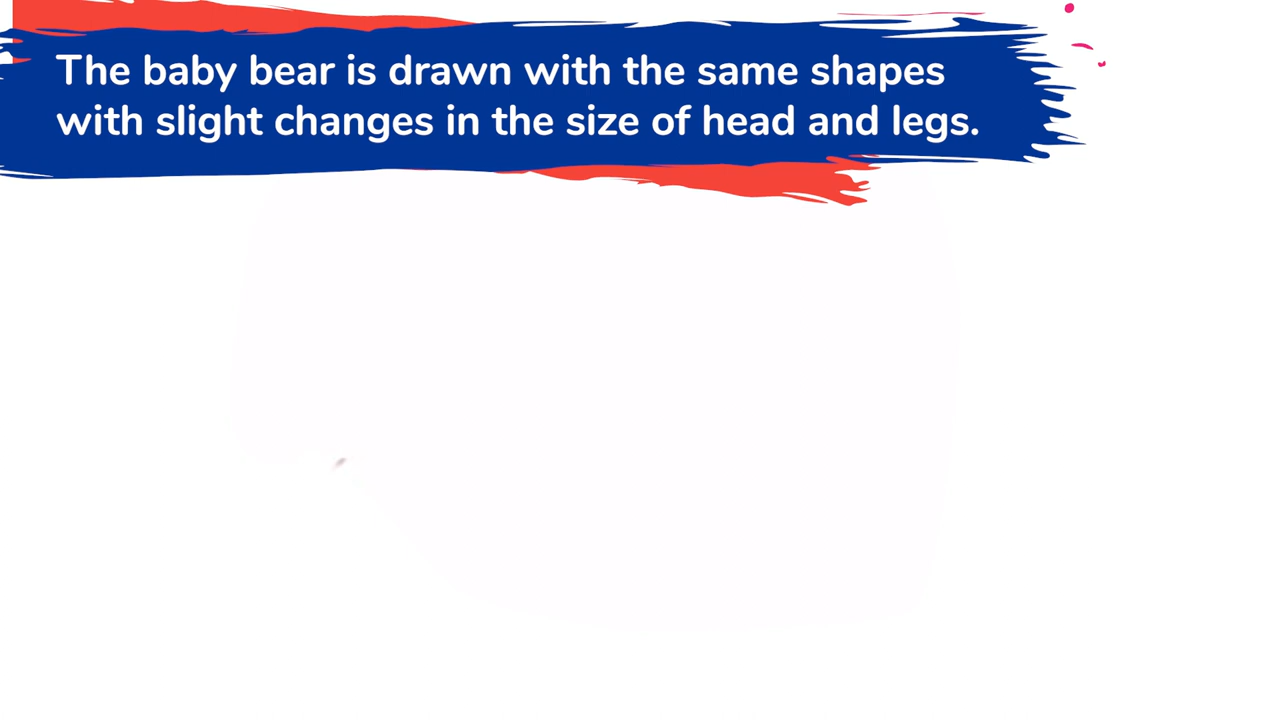 The baby bear is drawn with the same shapes
with slight changes in the size of head and legs.